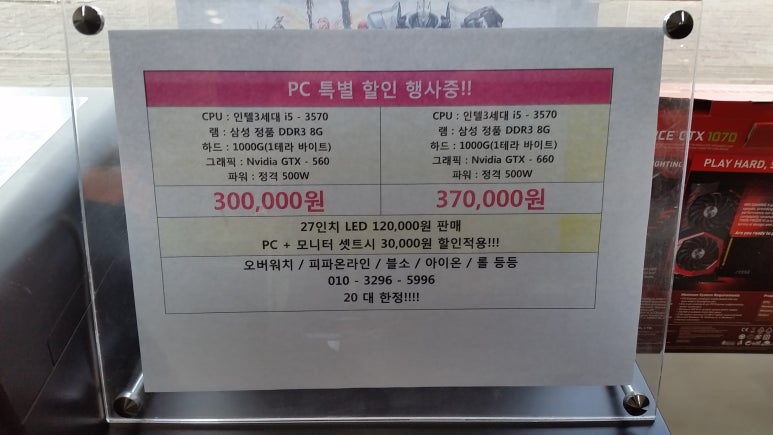 PC 특별 할인 행사중!!
CPU : 인텔3세대 i5 - 3570
램 : 삼성 정품 DDR3 8G
하드 : 1000G(1테라 바이트)
그래픽 : Nvidia GTX - 560
파워 : 정격 500W
300,000원
CPU : 인텔3세대 i5 - 3570
램 : 삼성 정품 DDR3 8G
하드 : 1000G(1테라 바이트)
그래픽 : Nvidia GTX - 660
파워 : 정격 500W
370,000원
27인치 LED 120,000원 판매
PC + 모니터 셋트시 30,000원 할인적용!!!
오버워치 / 피파온라인 / 블소 / 아이온 / 롤 등등
010 - 3296 - 5996
20 대 한정!!!!
GTX 1070
PLAY HARD,